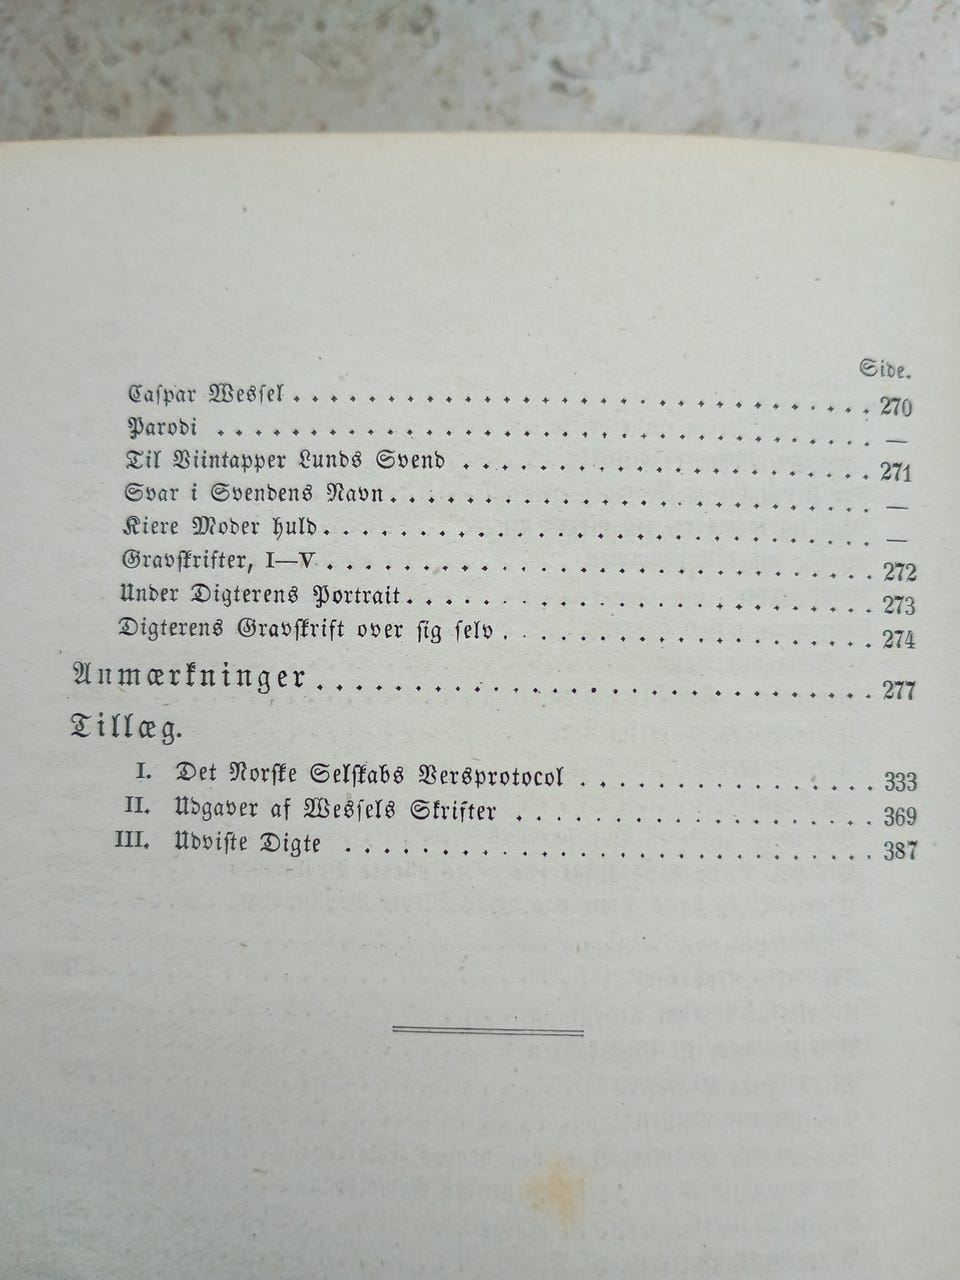 Side.
Caspar Wessel . . . . . . . . . . . . . . . . . . . . . . . . . . . . . . . 270
Parodi . . . . . . . . . . . . . . . . . . . . . . . . . . . . . . . . . . . —
Til Viintapper Lunds Svend . . . . . . . . . . . . . . . . . . . . . . 271
Svar i Svendens Navn . . . . . . . . . . . . . . . . . . . . . . . . . . —
Kiere Moder huld . . . . . . . . . . . . . . . . . . . . . . . . . . . . . —
Gravskrifter, I—V . . . . . . . . . . . . . . . . . . . . . . . . . . . . 272
Under Digterens Portrait . . . . . . . . . . . . . . . . . . . . . . . . 273
Digterens Gravskrift over sig selv . . . . . . . . . . . . . . . . . . 274
Anmærkninger . . . . . . . . . . . . . . . . . . . . . . . . . . . . . . 277
Tillæg.
I. Det Norske Selskabs Versprotocol . . . . . . . . . . . . . . . 333
II. Udgaver af Wessels Skrifter . . . . . . . . . . . . . . . . . . . 369
III. Udviste Digte . . . . . . . . . . . . . . . . . . . . . . . . . . . . 387